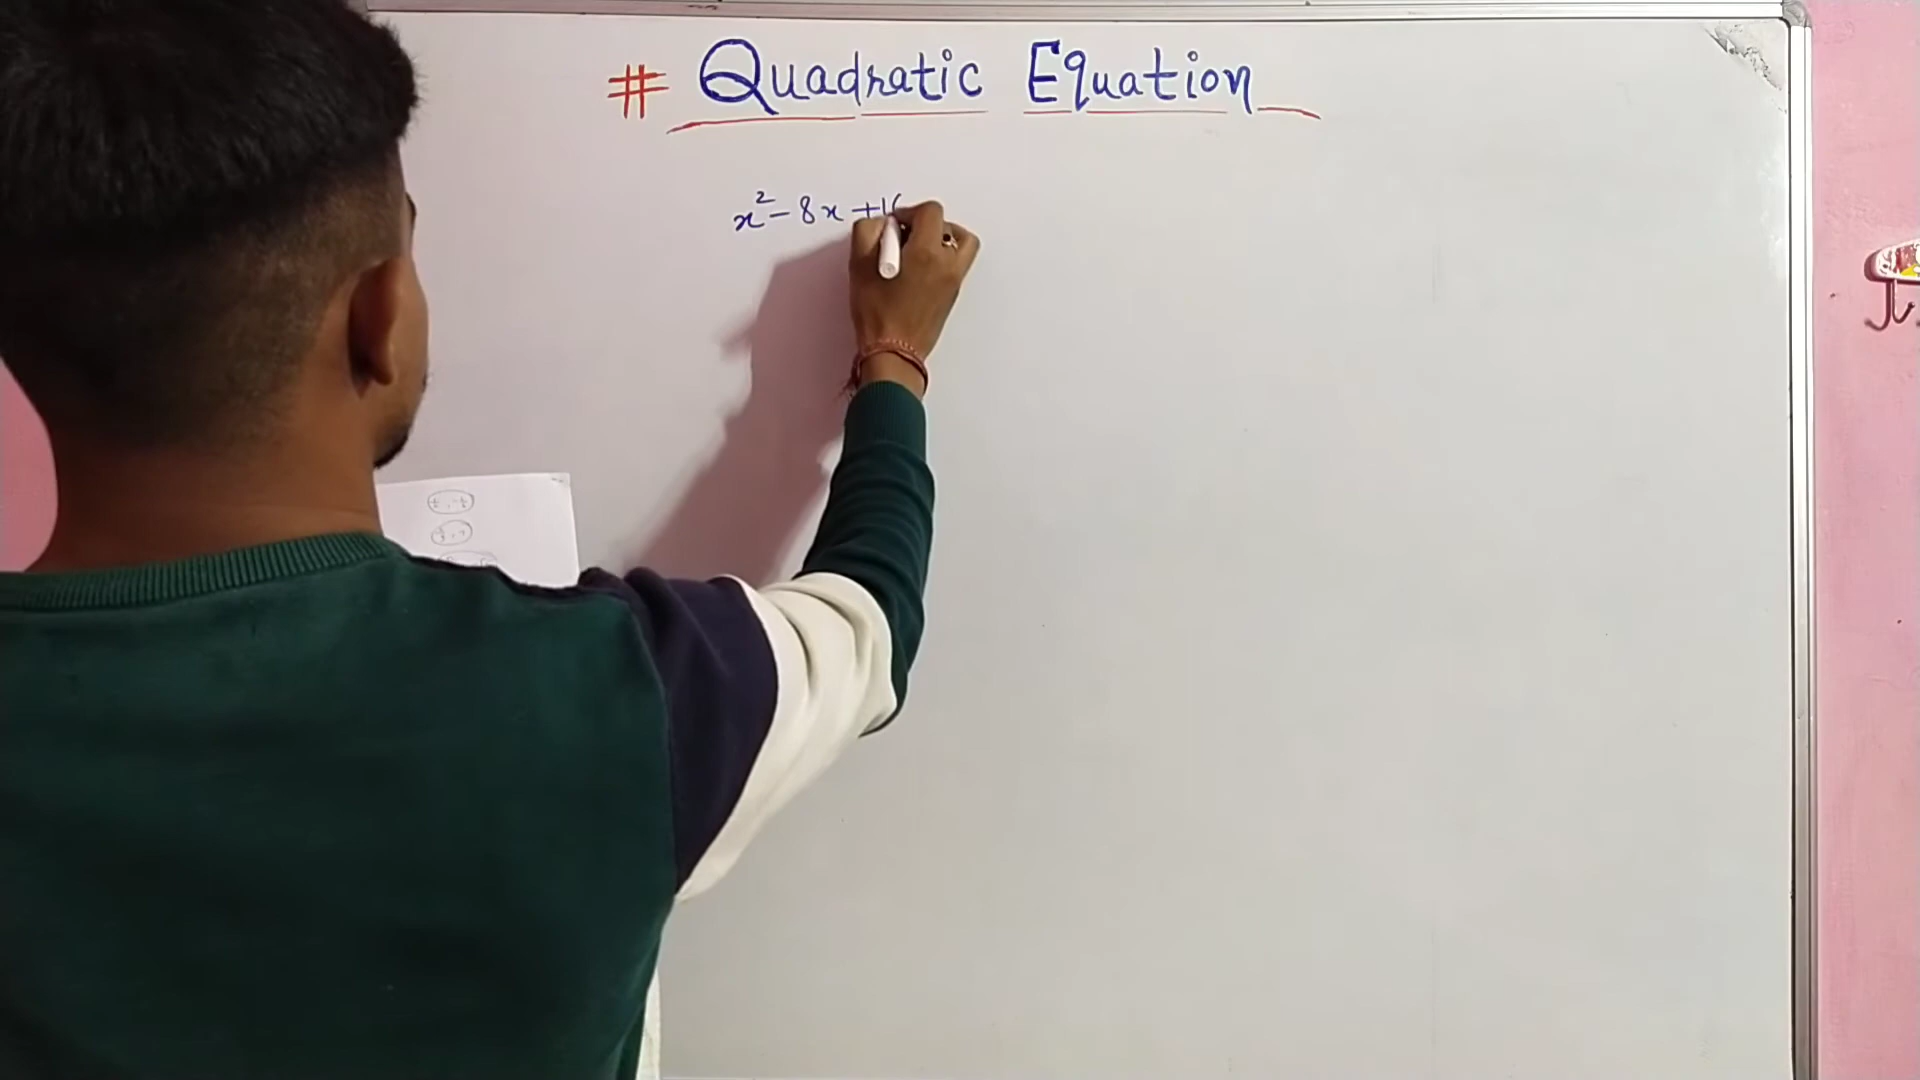 # Quadratic Equation
x² - 8x + 16